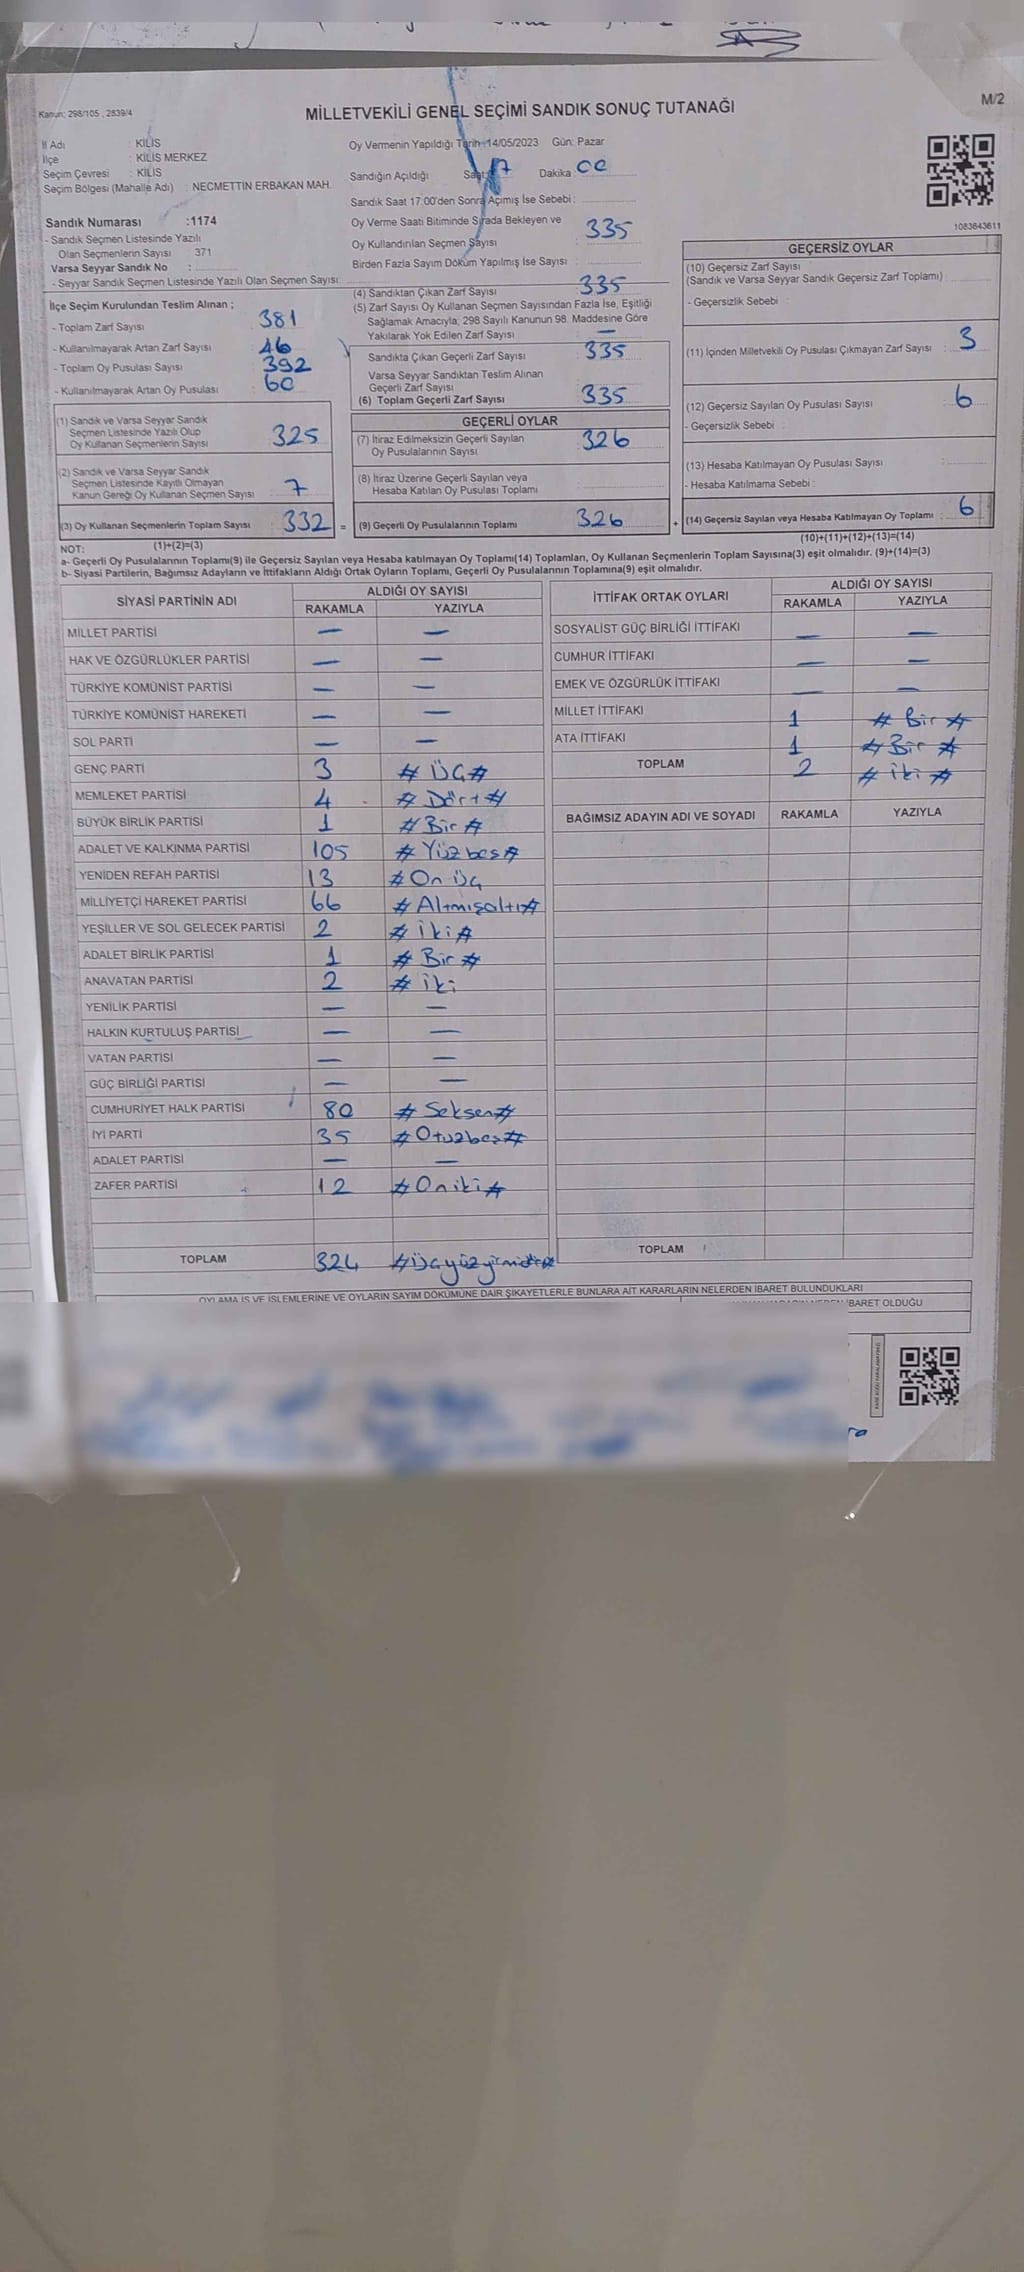 M/2
Kanun: 298/105 ; 2839/4
MİLLETVEKİLİ GENEL SEÇİMİ SANDIK SONUÇ TUTANAĞI
İl Adı : KİLİS
İlçe : KİLİS MERKEZ
Seçim Çevresi : KİLİS
Seçim Bölgesi (Mahalle Adı) : NECMETTİN ERBAKAN MAH.
Sandık Numarası :1174
- Sandık Seçmen Listesinde Yazılı
Olan Seçmenlerin Sayısı 371
Varsa Seyyar Sandık No :
- Seyyar Sandık Seçmen Listesinde Yazılı Olan Seçmen Sayısı:
İlçe Seçim Kurulundan Teslim Alınan ;
- Toplam Zarf Sayısı : 381
- Kullanılmayarak Artan Zarf Sayısı : 46
- Toplam Oy Pusulası Sayısı : 392
- Kullanılmayarak Artan Oy Pusulası : 60
(1) Sandık ve Varsa Seyyar Sandık
Seçmen Listesinde Yazılı Olup
Oy Kullanan Seçmenlerin Sayısı 325
(2) Sandık ve Varsa Seyyar Sandık
Seçmen Listesinde Kayıtlı Olmayan
Kanun Gereği Oy Kullanan Seçmen Sayısı 7
(3) Oy Kullanan Seçmenlerin Toplam Sayısı 332 =
Oy Vermenin Yapıldığı Tarih :14/05/2023 Gün: Pazar
Sandığın Açıldığı Saat: 17 Dakika : 00
Sandık Saat 17:00'den Sonra Açımış İse Sebebi :
Oy Verme Saati Bitiminde Sırada Bekleyen ve
Oy Kullandırılan Seçmen Sayısı : 335
Birden Fazla Sayım Döküm Yapılmış İse Sayısı :
(4) Sandıktan Çıkan Zarf Sayısı : 335
(5) Zarf Sayısı Oy Kullanan Seçmen Sayısından Fazla İse, Eşitliği
Sağlamak Amacıyla; 298 Sayılı Kanunun 98. Maddesine Göre
Yakılarak Yok Edilen Zarf Sayısı : —
Sandıkta Çıkan Geçerli Zarf Sayısı : 335
Varsa Seyyar Sandıktan Teslim Alınan
Geçerli Zarf Sayısı :
(6) Toplam Geçerli Zarf Sayısı : 335
GEÇERLİ OYLAR
(7) İtiraz Edilmeksizin Geçerli Sayılan
Oy Pusulalarının Sayısı : 326
(8) İtiraz Üzerine Geçerli Sayılan veya
Hesaba Katılan Oy Pusulası Toplamı :
(9) Geçerli Oy Pusulalarının Toplamı 326 +
1083643611
GEÇERSİZ OYLAR
(10) Geçersiz Zarf Sayısı
(Sandık ve Varsa Seyyar Sandık Geçersiz Zarf Toplamı) :
- Geçersizlik Sebebi :
(11) İçinden Milletvekili Oy Pusulası Çıkmayan Zarf Sayısı : 3
(12) Geçersiz Sayılan Oy Pusulası Sayısı : 6
- Geçersizlik Sebebi :
(13) Hesaba Katılmayan Oy Pusulası Sayısı :
- Hesaba Katılmama Sebebi :
(14) Geçersiz Sayılan veya Hesaba Katılmayan Oy Toplamı : 6
(10)+(11)+(12)+(13)=(14)
NOT: (1)+(2)=(3)
a- Geçerli Oy Pusulalarının Toplamı(9) ile Geçersiz Sayılan veya Hesaba katılmayan Oy Toplamı(14) Toplamları, Oy Kullanan Seçmenlerin Toplam Sayısına(3) eşit olmalıdır. (9)+(14)=(3)
b- Siyasi Partilerin, Bağımsız Adayların ve İttifakların Aldığı Ortak Oyların Toplamı, Geçerli Oy Pusulalarının Toplamına(9) eşit olmalıdır.
SİYASİ PARTİNİN ADI ALDIĞI OY SAYISI
RAKAMLA YAZIYLA
MİLLET PARTİSİ — —
HAK VE ÖZGÜRLÜKLER PARTİSİ — —
TÜRKİYE KOMÜNİST PARTİSİ — —
TÜRKİYE KOMÜNİST HAREKETİ — —
SOL PARTİ — —
GENÇ PARTİ 3 # Üç #
MEMLEKET PARTİSİ 4 # Dört #
BÜYÜK BİRLİK PARTİSİ 1 # Bir #
ADALET VE KALKINMA PARTİSİ 105 # Yüzbeş #
YENİDEN REFAH PARTİSİ 13 # On üç
MİLLİYETÇİ HAREKET PARTİSİ 66 # Altmışaltı #
YEŞİLLER VE SOL GELECEK PARTİSİ 2 # İki #
ADALET BİRLİK PARTİSİ 1 # Bir #
ANAVATAN PARTİSİ 2 # iki
YENİLİK PARTİSİ — —
HALKIN KURTULUŞ PARTİSİ — —
VATAN PARTİSİ — —
GÜÇ BİRLİĞİ PARTİSİ — —
CUMHURİYET HALK PARTİSİ 80 # Seksen #
İYİ PARTİ 35 # Otuzbeş #
ADALET PARTİSİ — —
ZAFER PARTİSİ 12 # Oniki #
TOPLAM 324 # Üçyüzyirmidört #
İTTİFAK ORTAK OYLARI ALDIĞI OY SAYISI
RAKAMLA YAZIYLA
SOSYALİST GÜÇ BİRLİĞİ İTTİFAKI — —
CUMHUR İTTİFAKI — —
EMEK VE ÖZGÜRLÜK İTTİFAKI — —
MİLLET İTTİFAKI 1 # Bir #
ATA İTTİFAKI 1 # Bir #
TOPLAM 2 # iki #
BAĞIMSIZ ADAYIN ADI VE SOYADI RAKAMLA YAZIYLA
TOPLAM
OYLAMA İŞ VE İŞLEMLERİNE VE OYLARIN SAYIM DÖKÜMÜNE DAİR ŞİKAYETLERLE BUNLARA AİT KARARLARIN NELERDEN İBARET BULUNDUKLARI
İBARET OLDUĞU